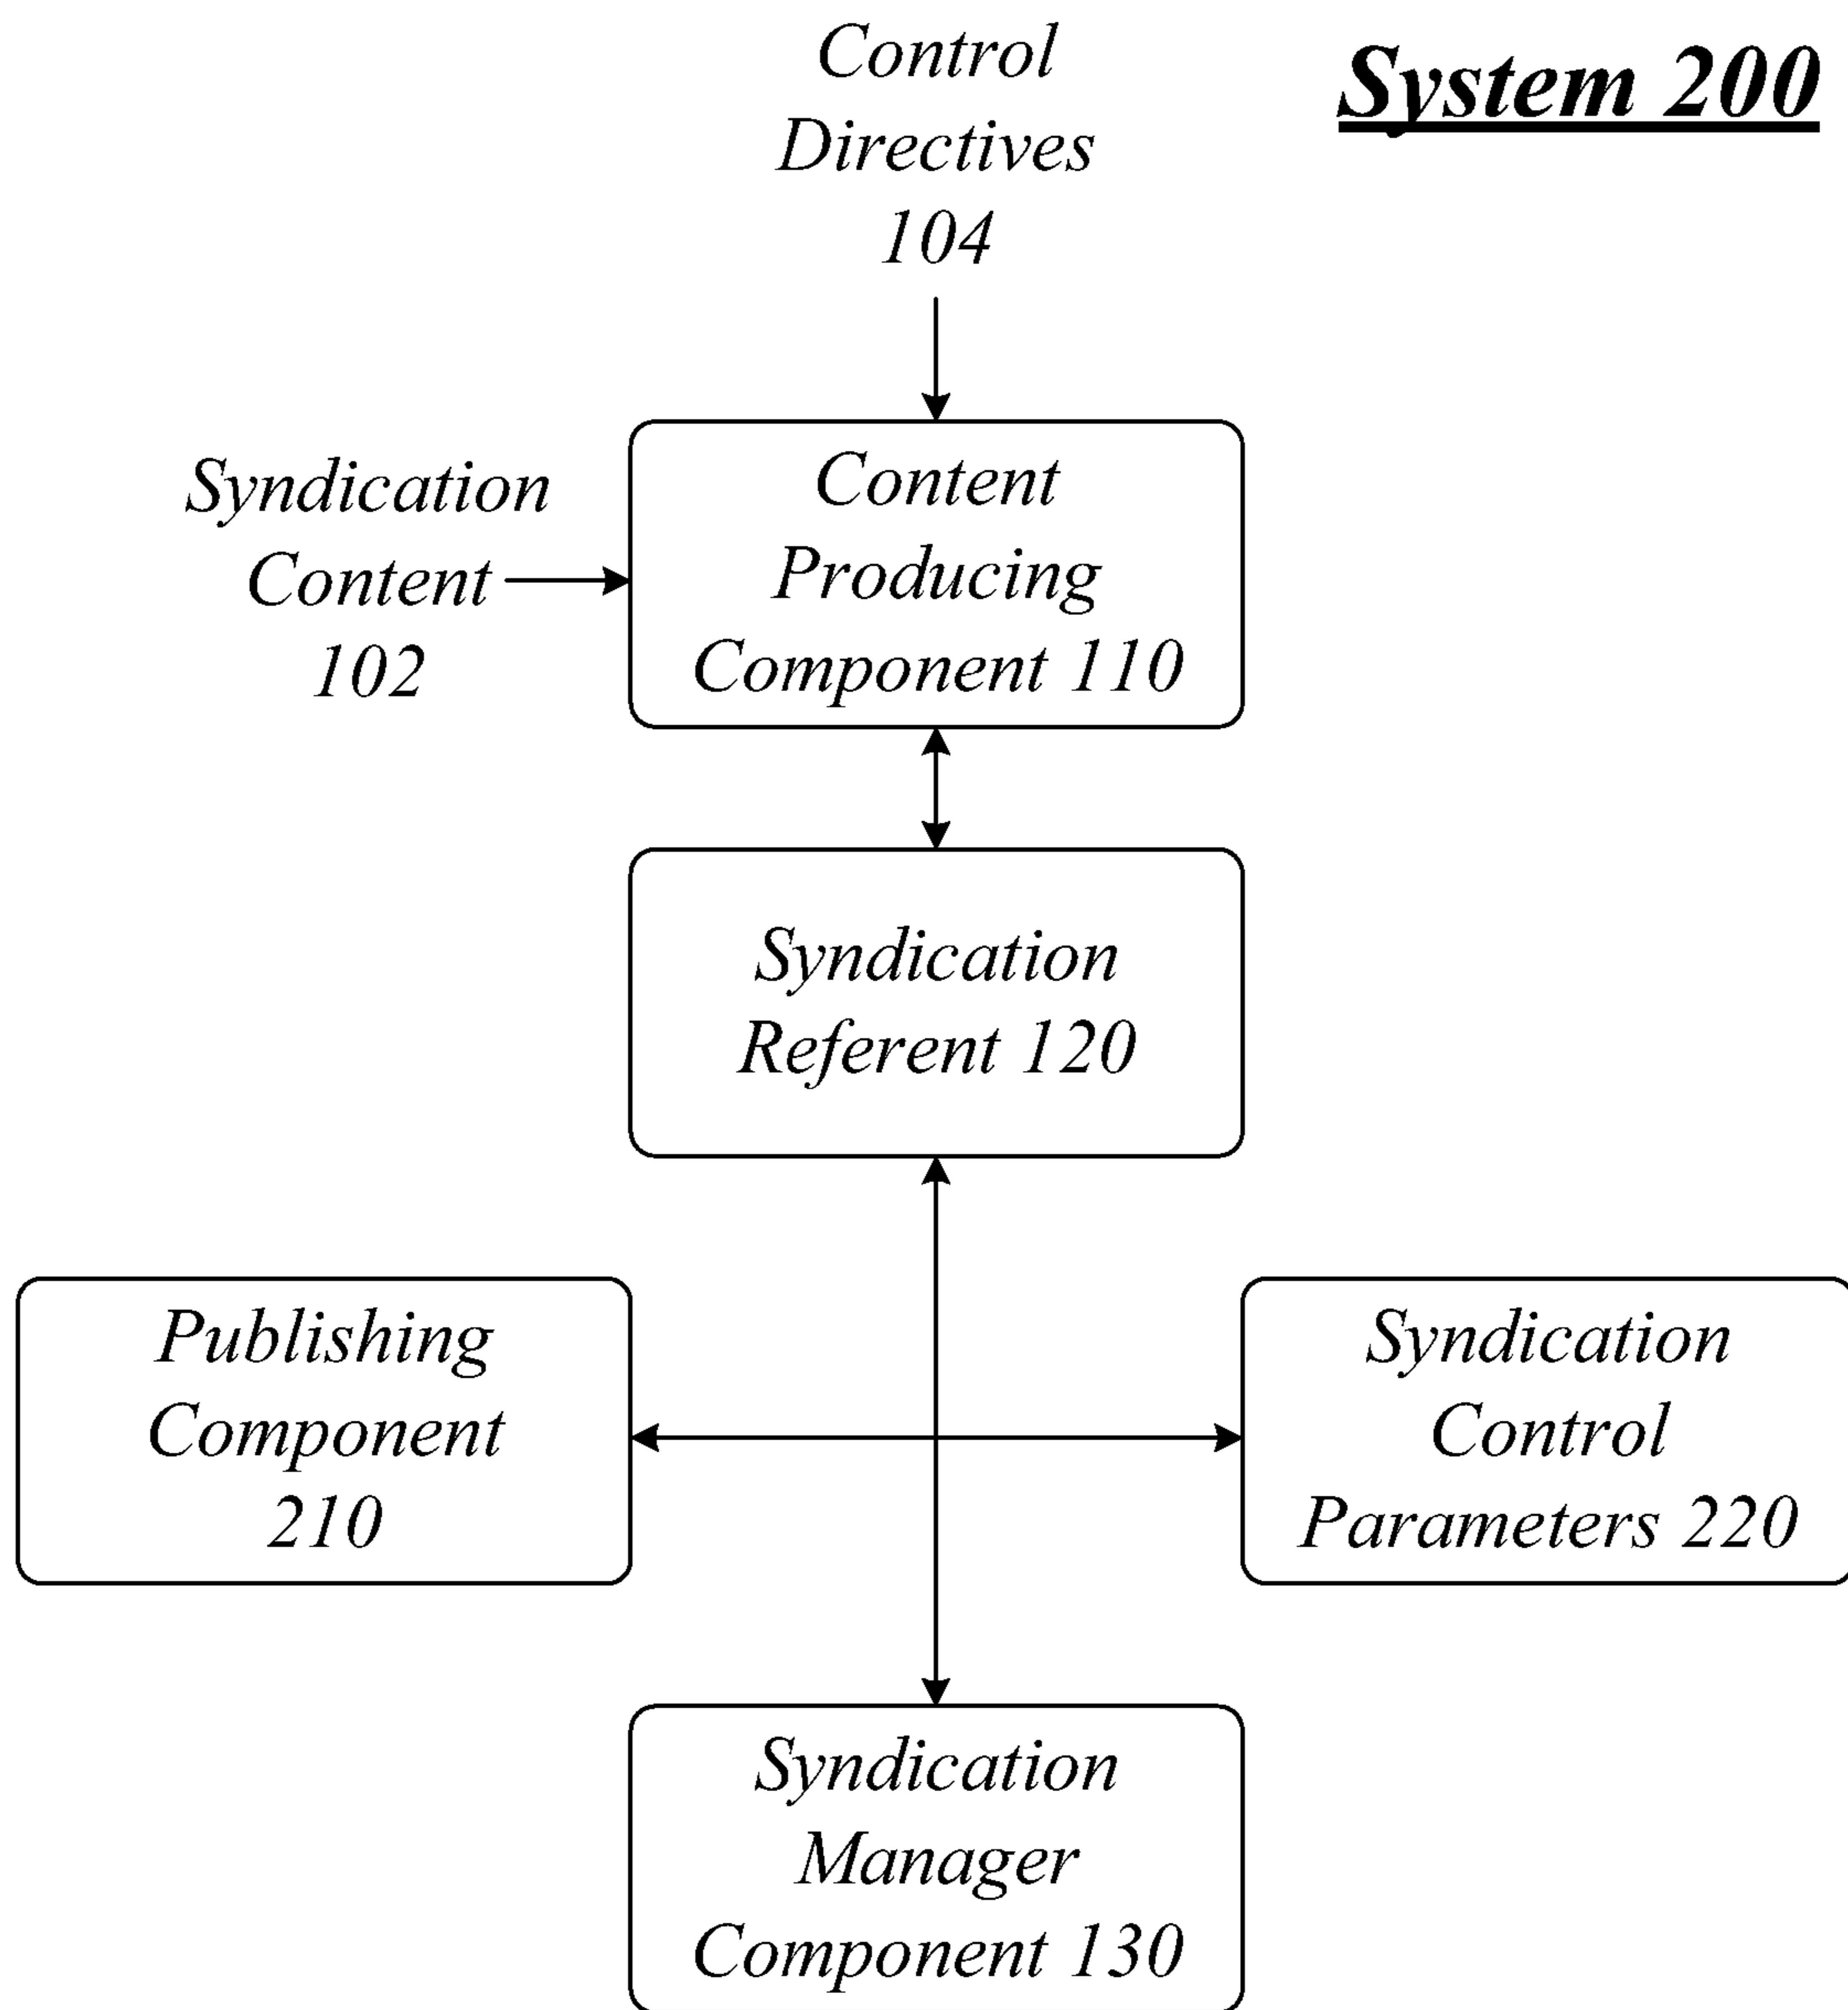 Control
Directives
104
System 200
Syndication
Content
102
Content
Producing
Component 110
Syndication
Referent 120
Publishing
Component
210
Syndication
Control
Parameters 220
Syndication
Manager
Component 130